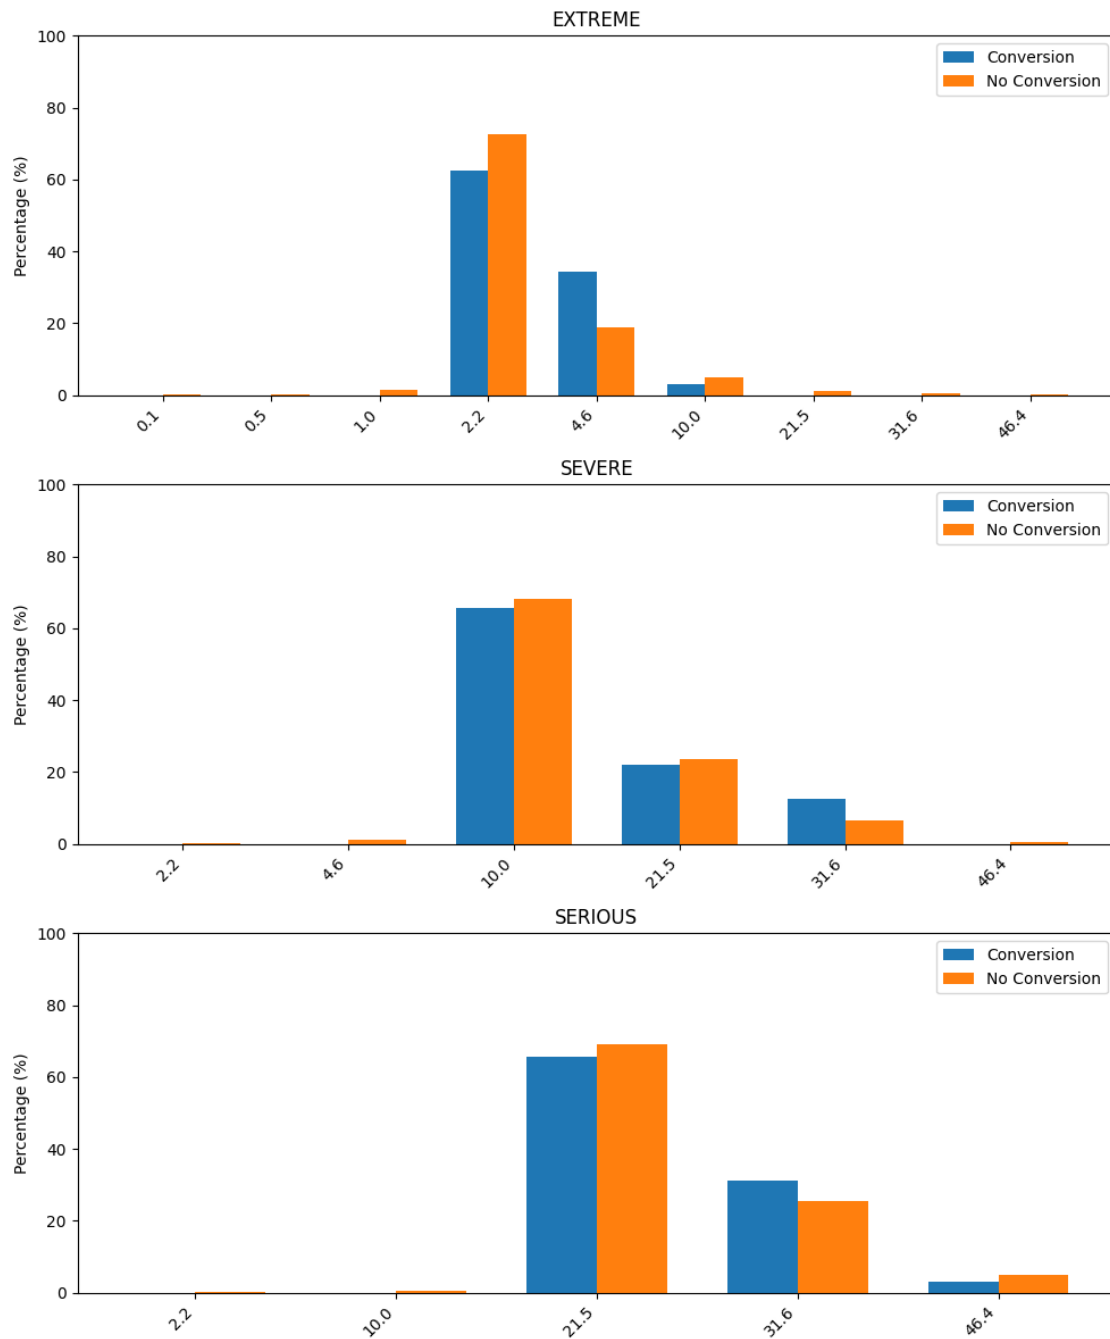 EXTREME
Percentage (%)
100
80
60
40
20
0
Conversion
No Conversion
0.1 0.5 1.0 2.2 4.6 10.0 21.5 31.6 46.4
SEVERE
Percentage (%)
100
80
60
40
20
0
Conversion
No Conversion
2.2 4.6 10.0 21.5 31.6 46.4
SERIOUS
Percentage (%)
100
80
60
40
20
0
Conversion
No Conversion
2.2 10.0 21.5 31.6 46.4